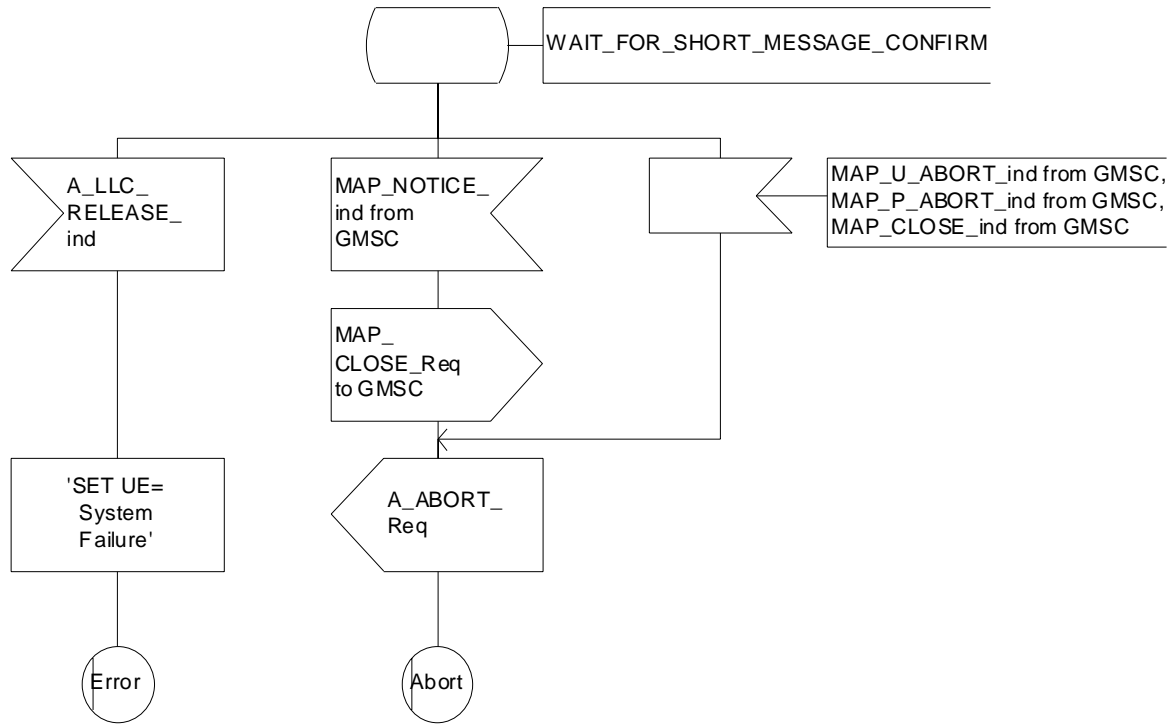 WAIT_FOR_SHORT_MESSAGE_CONFIRM
A_LLC_
RELEASE_
ind
MAP_NOTICE_
ind from
GMSC
MAP_U_ABORT_ind from GMSC,
MAP_P_ABORT_ind from GMSC,
MAP_CLOSE_ind from GMSC
MAP_
CLOSE_Req
to GMSC
'SET UE=
System
Failure'
A_ABORT_
Req
Error
Abort